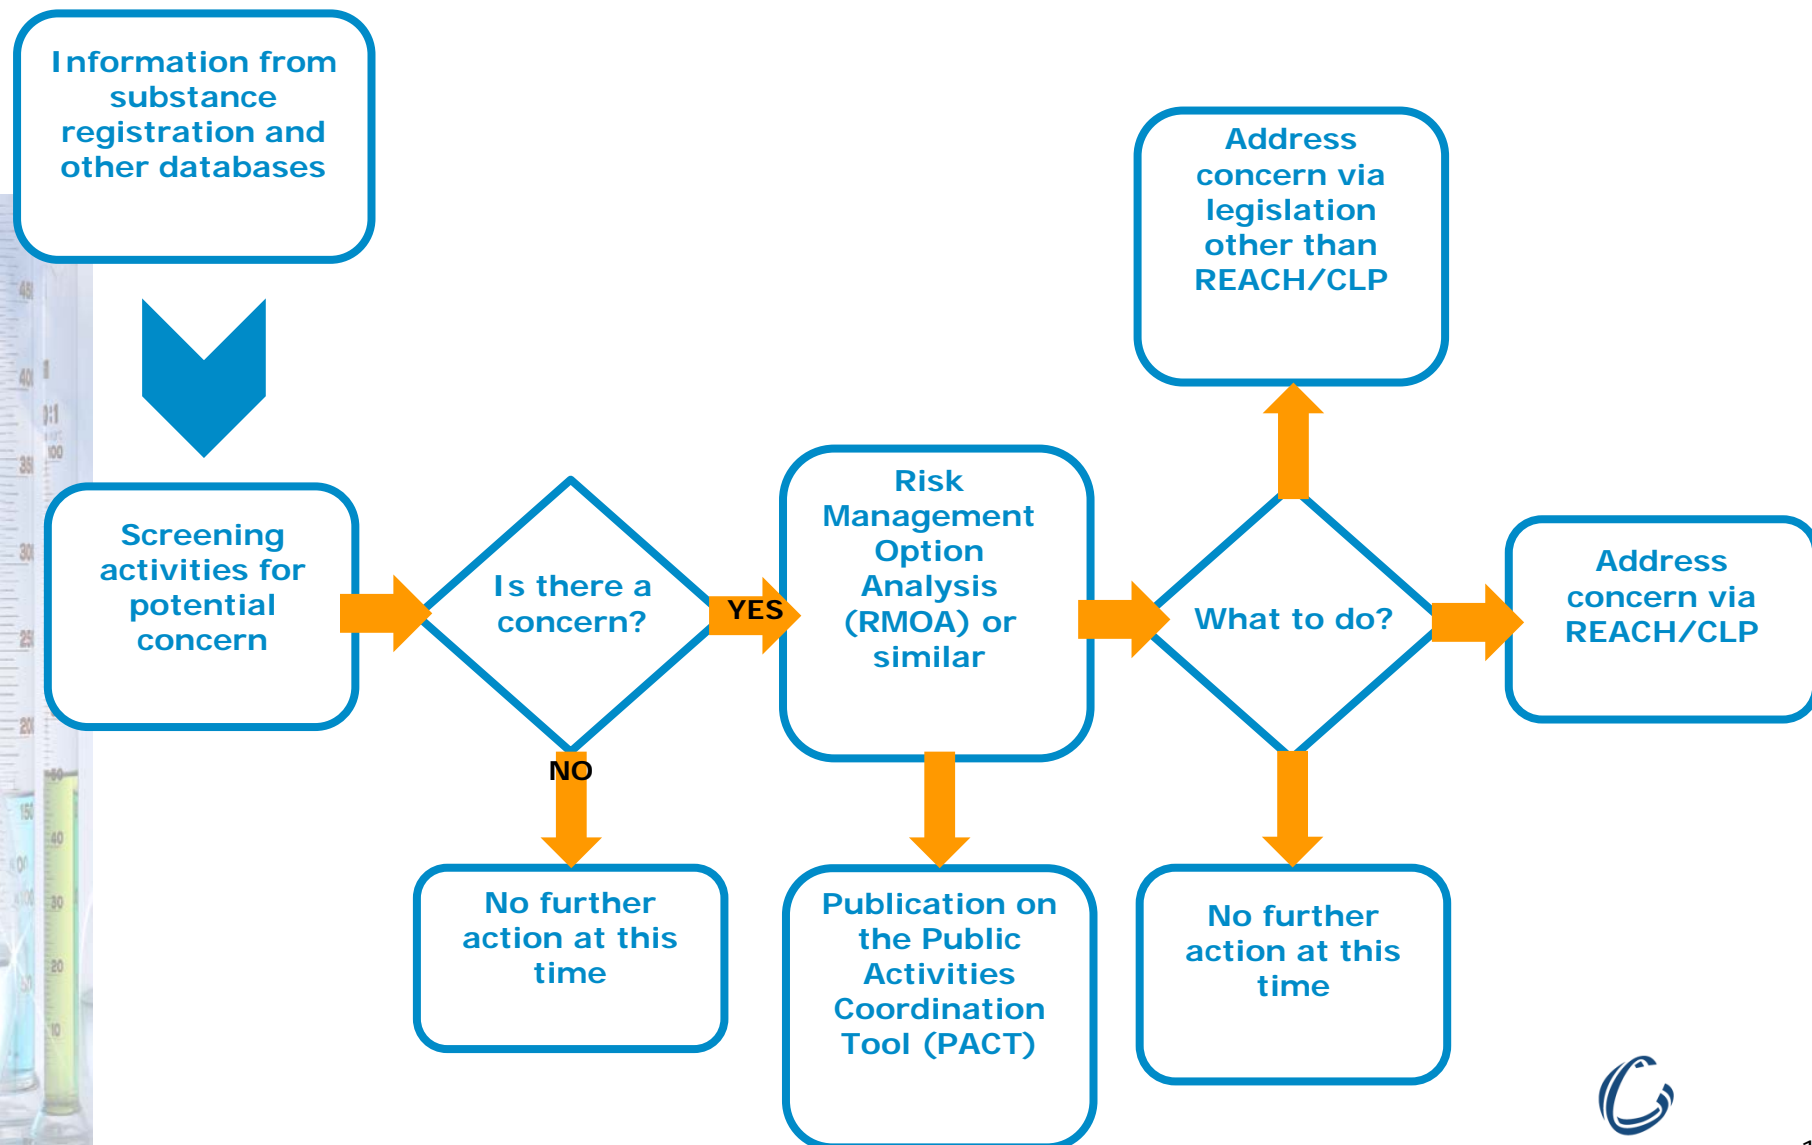 Information from
substance
registration and
other databases
Screening
activities for
potential
concern
Is there a
concern?
YES
NO
No further
action at this
time
Risk
Management
Option
Analysis
(RMOA) or
similar
Publication on
the Public
Activities
Coordination
Tool (PACT)
What to do?
Address
concern via
legislation
other than
REACH/CLP
Address
concern via
REACH/CLP
No further
action at this
time